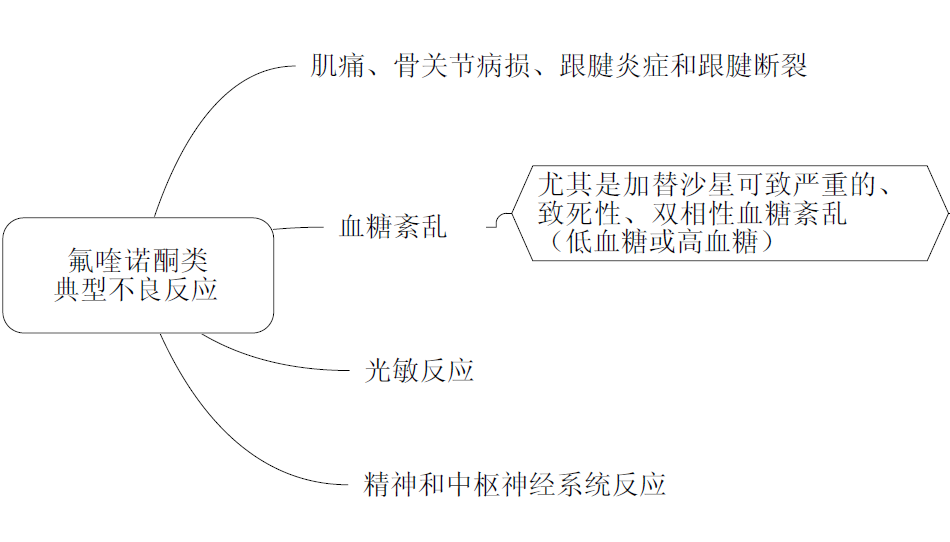 肌痛、骨关节病损、跟腱炎症和跟腱断裂
尤其是加替沙星可致严重的、
致死性、双相性血糖紊乱
（低血糖或高血糖）
血糖紊乱
氟喹诺酮类
典型不良反应
光敏反应
精神和中枢神经系统反应